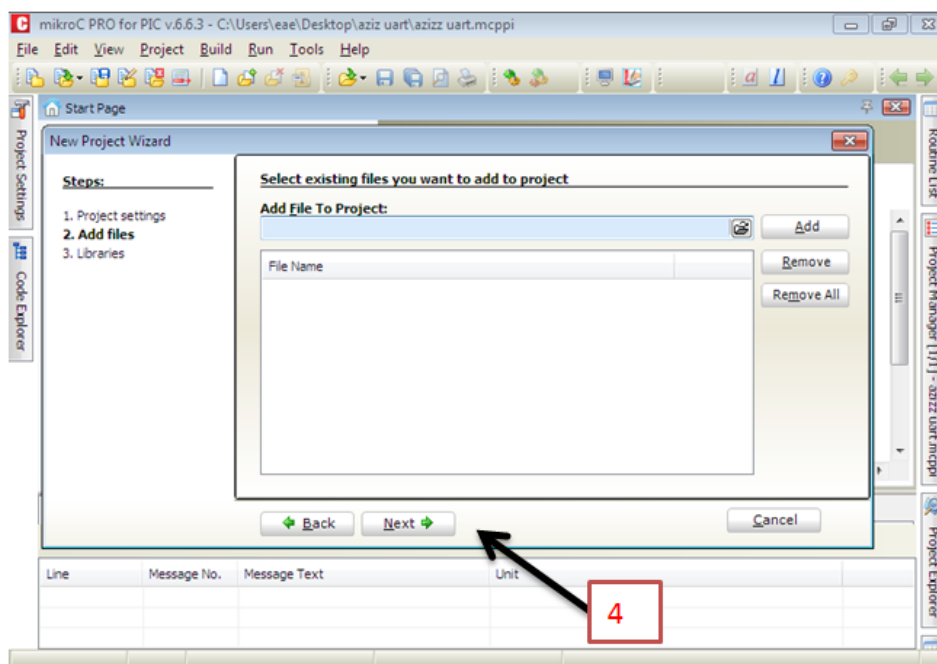 mikroC PRO for PIC v.6.6.3 - C:\Users\eae\Desktop\aziz uart\azizz uart.mcppi
File Edit View Project Build Run Tools Help
Start Page
New Project Wizard
Steps:
1. Project settings
2. Add files
3. Libraries
Select existing files you want to add to project
Add File To Project:
Add
File Name
Remove
Remove All
Back
Next
Cancel
Line Message No. Message Text Unit
4
Project Settings
Code Explorer
Routine List
Project Manager [1/1] - azizz uart.mcppi
Project Explorer